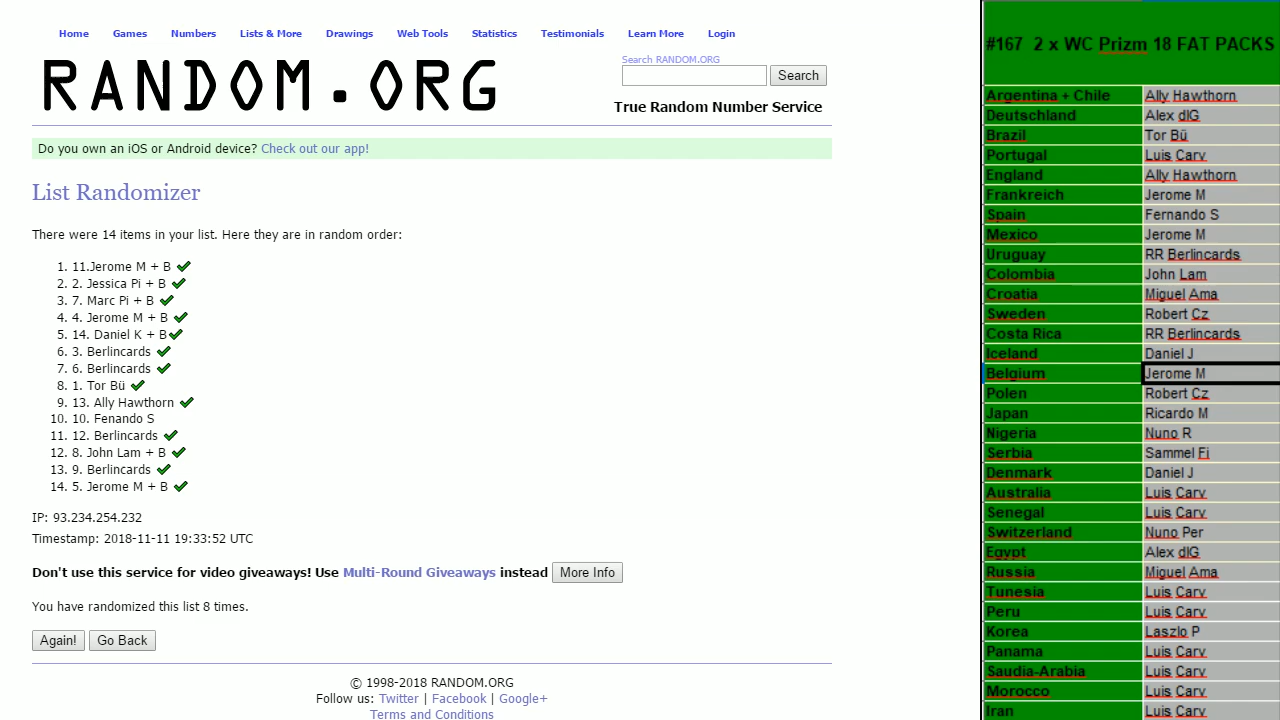 Home Games Numbers Lists & More Drawings Web Tools Statistics Testimonials Learn More Login
RANDOM.ORG
Search RANDOM.ORG
Search
True Random Number Service
Do you own an iOS or Android device? Check out our app!
List Randomizer
There were 14 items in your list. Here they are in random order:
1. 11.Jerome M + B
2. 2. Jessica Pi + B
3. 7. Marc Pi + B
4. 4. Jerome M + B
5. 14. Daniel K + B
6. 3. Berlincards
7. 6. Berlincards
8. 1. Tor Bü
9. 13. Ally Hawthorn
10. 10. Fenando S
11. 12. Berlincards
12. 8. John Lam + B
13. 9. Berlincards
14. 5. Jerome M + B
IP: 93.234.254.232
Timestamp: 2018-11-11 19:33:52 UTC
Don't use this service for video giveaways! Use Multi-Round Giveaways instead More Info
You have randomized this list 8 times.
Again! Go Back
© 1998-2018 RANDOM.ORG
Follow us: Twitter | Facebook | Google+
Terms and Conditions
#167 2 x WC Prizm 18 FAT PACKS
Argentina + Chile Ally Hawthorn
Deutschland Alex dlG
Brazil Tor Bü
Portugal Luis Carv
England Ally Hawthorn
Frankreich Jerome M
Spain Fernando S
Mexico Jerome M
Uruguay RR Berlincards
Colombia John Lam
Croatia Miguel Ama
Sweden Robert Cz
Costa Rica RR Berlincards
Iceland Daniel J
Belgium Jerome M
Polen Robert Cz
Japan Ricardo M
Nigeria Nuno R
Serbia Sammel Fi
Denmark Daniel J
Australia Luis Carv
Senegal Luis Carv
Switzerland Nuno Per
Egypt Alex dlG
Russia Miguel Ama
Tunesia Luis Carv
Peru Luis Carv
Korea Laszlo P
Panama Luis Carv
Saudia-Arabia Luis Carv
Morocco Luis Carv
Iran Luis Carv